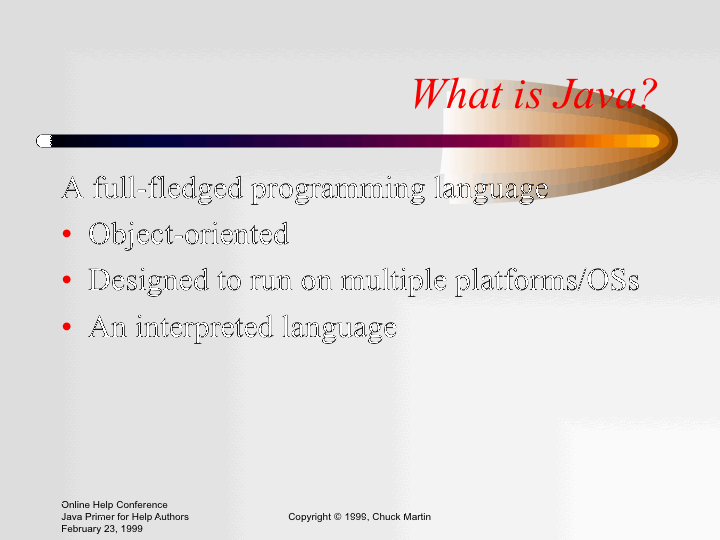 What is Java?
A full-fledged programming language
• Object-oriented
• Designed to run on multiple platforms/OSs
• An interpreted language
Online Help Conference
Java Primer for Help Authors
February 23, 1999
Copyright © 1999, Chuck Martin